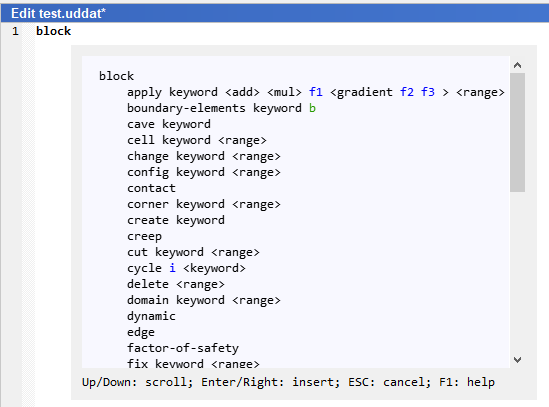 Edit test.uddat*
1 block
block
apply keyword <add> <mul> f1 <gradient f2 f3 > <range>
boundary-elements keyword b
cave keyword
cell keyword <range>
change keyword <range>
config keyword <range>
contact
corner keyword <range>
create keyword
creep
cut keyword <range>
cycle i <keyword>
delete <range>
domain keyword <range>
dynamic
edge
factor-of-safety
fix keyword <range>
Up/Down: scroll; Enter/Right: insert; ESC: cancel; F1: help